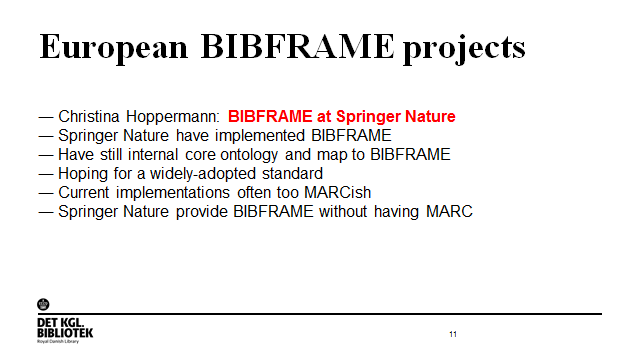 European BIBFRAME projects
— Christina Hoppermann: BIBFRAME at Springer Nature
— Springer Nature have implemented BIBFRAME
— Have still internal core ontology and map to BIBFRAME
— Hoping for a widely-adopted standard
— Current implementations often too MARCish
— Springer Nature provide BIBFRAME without having MARC
DET KGL.
BIBLIOTEK
Royal Danish Library
11